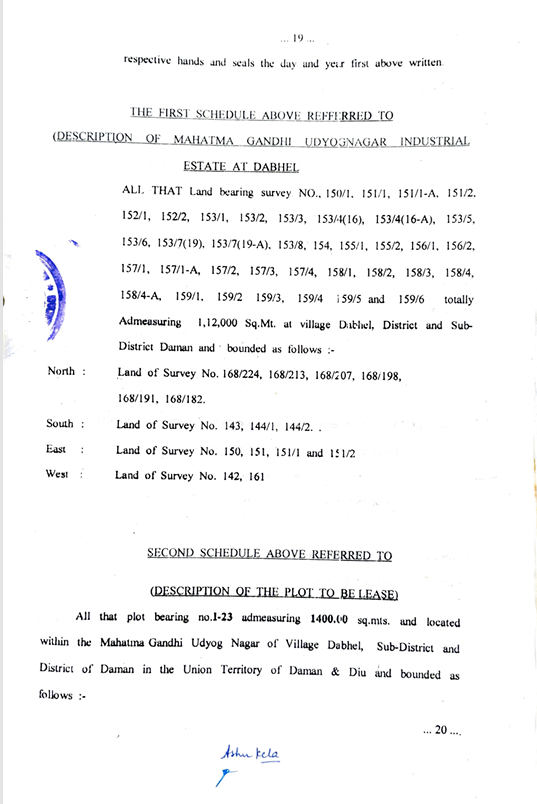 ... 19 ...
respective hands and seals the day and year first above written.
THE FIRST SCHEDULE ABOVE REFFERRED TO
(DESCRIPTION OF MAHATMA GANDHI UDYOGNAGAR INDUSTRIAL
ESTATE AT DABHEL
ALL THAT Land bearing survey NO., 150/1, 151/1, 151/1-A, 151/2,
152/1, 152/2, 153/1, 153/2, 153/3, 153/4(16), 153/4(16-A), 153/5,
153/6, 153/7(19), 153/7(19-A), 153/8, 154, 155/1, 155/2, 156/1, 156/2,
157/1, 157/1-A, 157/2, 157/3, 157/4, 158/1, 158/2, 158/3, 158/4,
158/4-A, 159/1, 159/2 159/3, 159/4 159/5 and 159/6 totally
Admeasuring 1,12,000 Sq.Mt. at village Dabhel, District and Sub-
District Daman and bounded as follows :-
North : Land of Survey No. 168/224, 168/213, 168/207, 168/198,
168/191, 168/182.
South : Land of Survey No. 143, 144/1, 144/2. .
East : Land of Survey No. 150, 151, 151/1 and 151/2
West : Land of Survey No. 142, 161
SECOND SCHEDULE ABOVE REFERRED TO
(DESCRIPTION OF THE PLOT TO BE LEASE)
All that plot bearing no.I-23 admeasuring 1400.00 sq.mts. and located
within the Mahatma Gandhi Udyog Nagar of Village Dabhel, Sub-District and
District of Daman in the Union Territory of Daman & Diu and bounded as
follows :-
... 20 ...
Ashu Kela